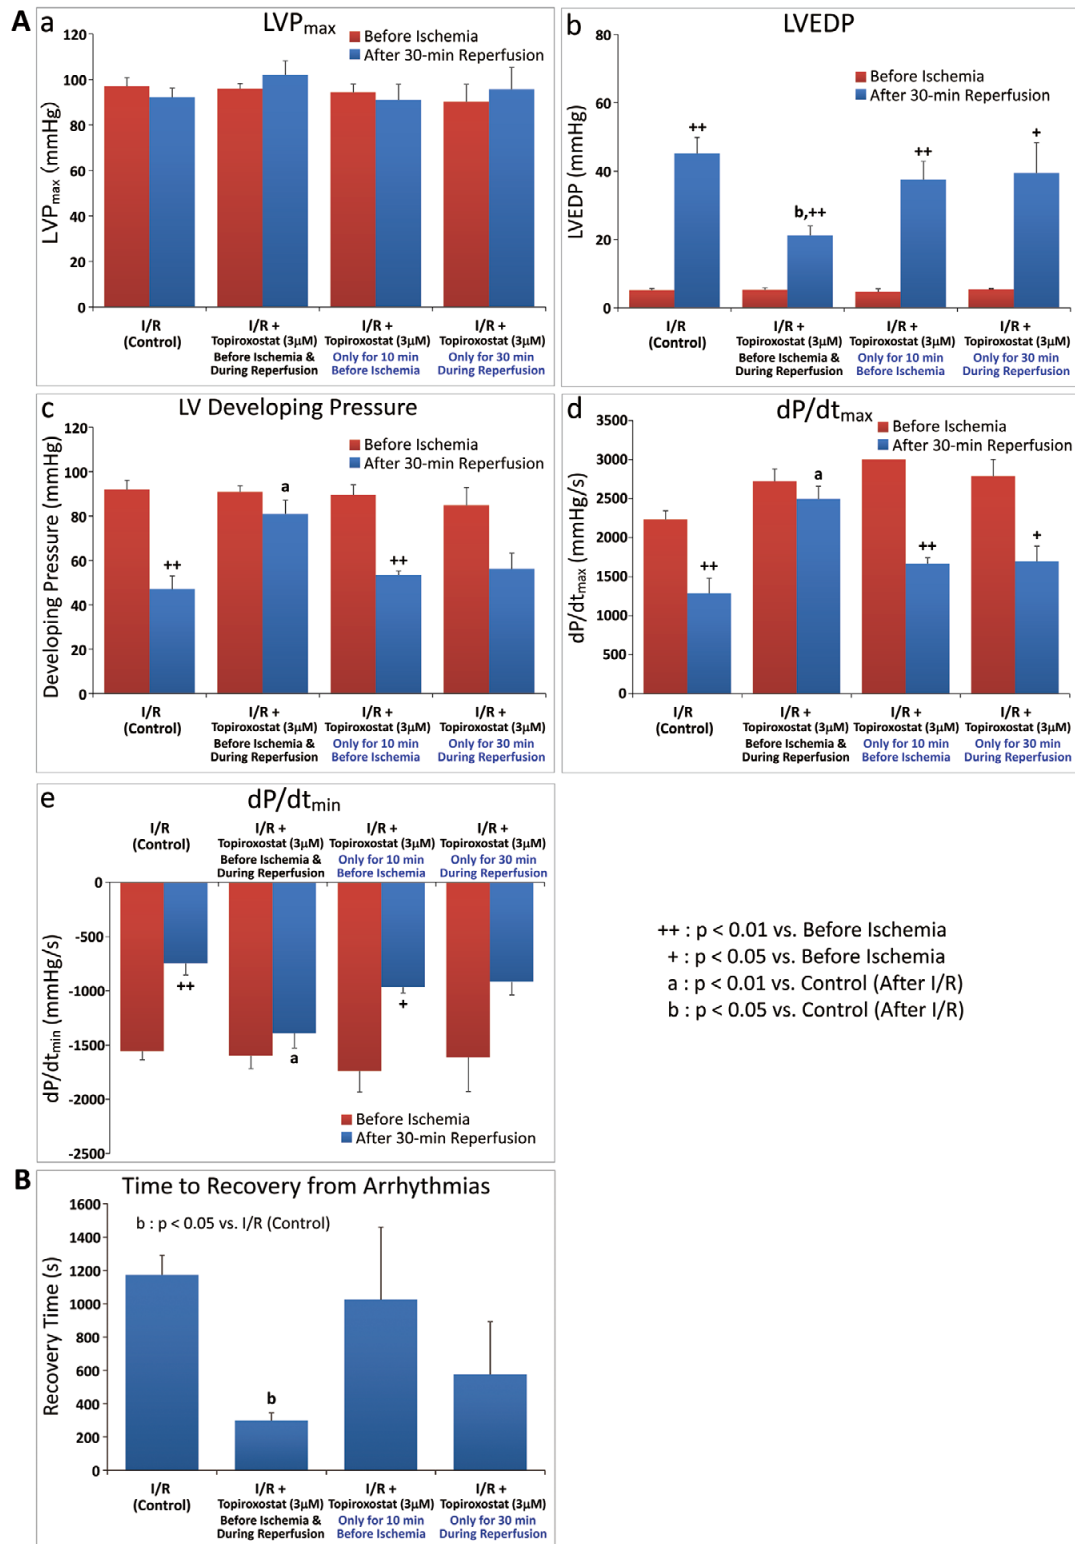 A
a
LVPmax
120
100
80
60
40
20
0
LVPmax (mmHg)
Before Ischemia
After 30-min Reperfusion
I/R
(Control)
I/R +
Topiroxostat (3μM)
Before Ischemia &
During Reperfusion
I/R +
Topiroxostat (3μM)
Only for 10 min
Before Ischemia
I/R +
Topiroxostat (3μM)
Only for 30 min
During Reperfusion
b
LVEDP
80
60
40
20
0
LVEDP (mmHg)
Before Ischemia
After 30-min Reperfusion
++
b,++
++
+
I/R
(Control)
I/R +
Topiroxostat (3μM)
Before Ischemia &
During Reperfusion
I/R +
Topiroxostat (3μM)
Only for 10 min
Before Ischemia
I/R +
Topiroxostat (3μM)
Only for 30 min
During Reperfusion
c
LV Developing Pressure
120
100
80
60
40
20
0
Developing Pressure (mmHg)
Before Ischemia
After 30-min Reperfusion
++
a
++
I/R
(Control)
I/R +
Topiroxostat (3μM)
Before Ischemia &
During Reperfusion
I/R +
Topiroxostat (3μM)
Only for 10 min
Before Ischemia
I/R +
Topiroxostat (3μM)
Only for 30 min
During Reperfusion
d
dP/dtmax
3500
3000
2500
2000
1500
1000
500
0
dP/dtmax (mmHg/s)
Before Ischemia
After 30-min Reperfusion
++
a
++
+
I/R
(Control)
I/R +
Topiroxostat (3μM)
Before Ischemia &
During Reperfusion
I/R +
Topiroxostat (3μM)
Only for 10 min
Before Ischemia
I/R +
Topiroxostat (3μM)
Only for 30 min
During Reperfusion
e
dP/dtmin
I/R
(Control)
I/R +
Topiroxostat (3μM)
Before Ischemia &
During Reperfusion
I/R +
Topiroxostat (3μM)
Only for 10 min
Before Ischemia
I/R +
Topiroxostat (3μM)
Only for 30 min
During Reperfusion
0
-500
-1000
-1500
-2000
-2500
dP/dtmin (mmHg/s)
++
a
+
Before Ischemia
After 30-min Reperfusion
++ : p < 0.01 vs. Before Ischemia
+ : p < 0.05 vs. Before Ischemia
a : p < 0.01 vs. Control (After I/R)
b : p < 0.05 vs. Control (After I/R)
B
Time to Recovery from Arrhythmias
b : p < 0.05 vs. I/R (Control)
1600
1400
1200
1000
800
600
400
200
0
Recovery Time (s)
b
I/R
(Control)
I/R +
Topiroxostat (3μM)
Before Ischemia &
During Reperfusion
I/R +
Topiroxostat (3μM)
Only for 10 min
Before Ischemia
I/R +
Topiroxostat (3μM)
Only for 30 min
During Reperfusion